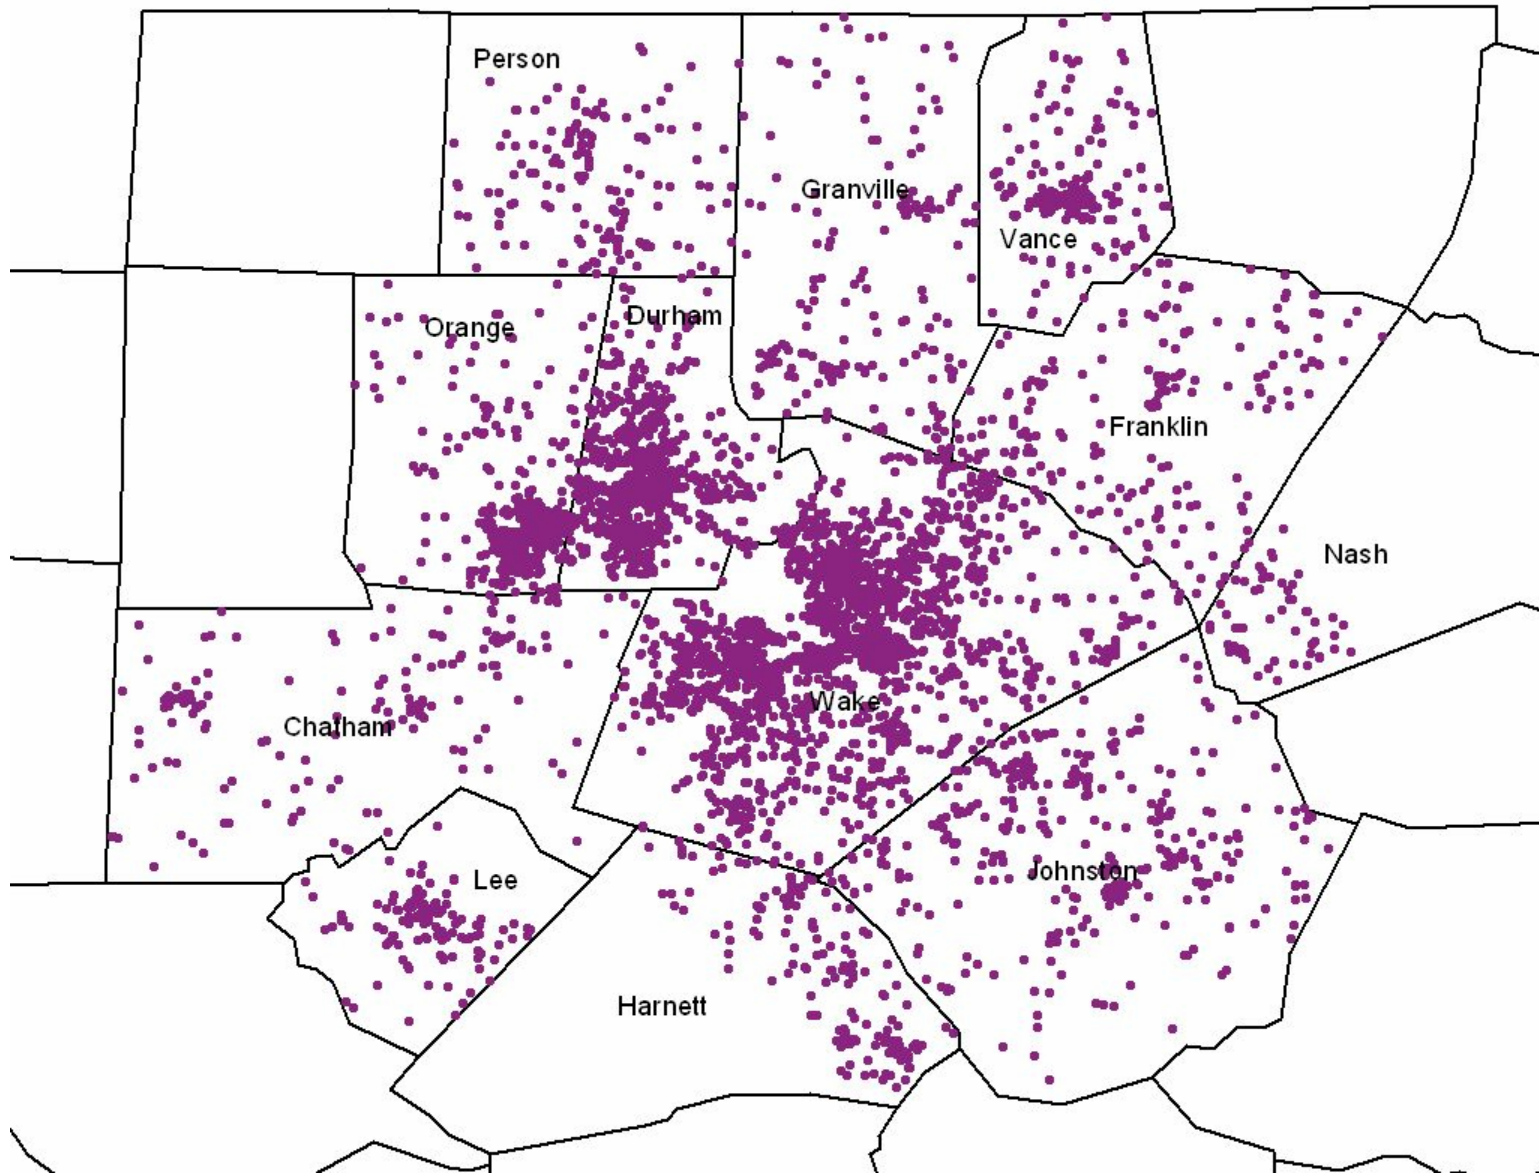 Person
Granville
Vance
Orange
Durham
Franklin
Nash
Wake
Chatham
Lee
Johnston
Harnett